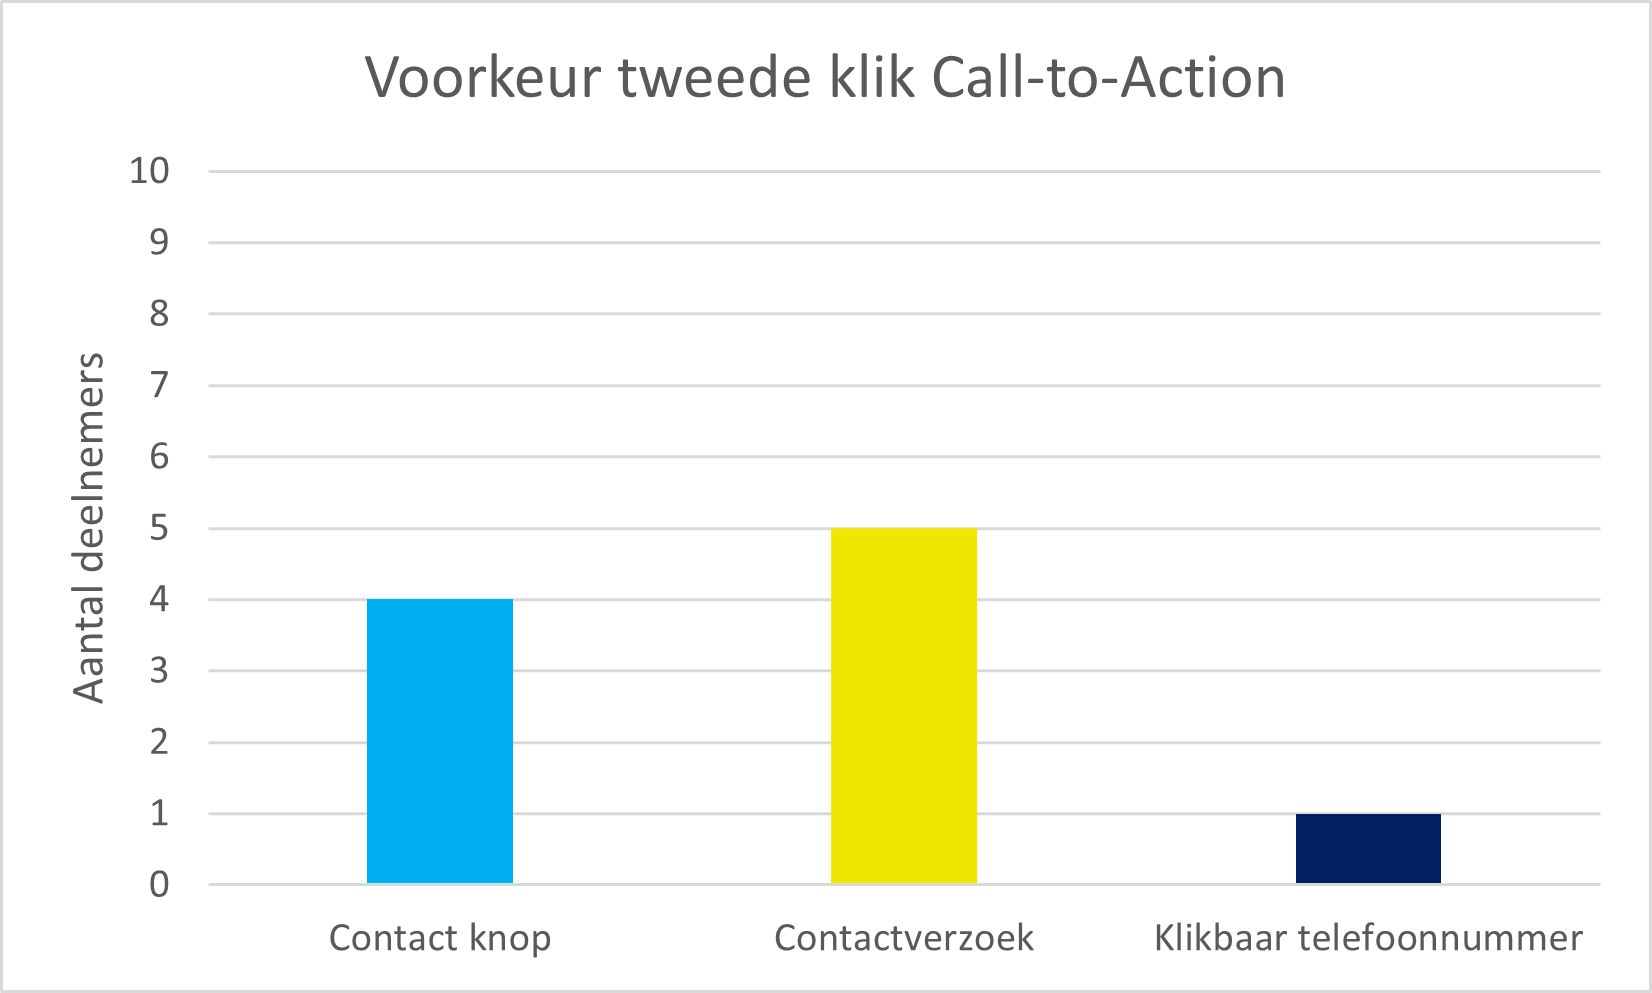 Voorkeur tweede klik Call-to-Action
10
9
8
7
6
5
4
3
2
1
0
Aantal deelnemers
Contact knop
Contactverzoek
Klikbaar telefoonnummer